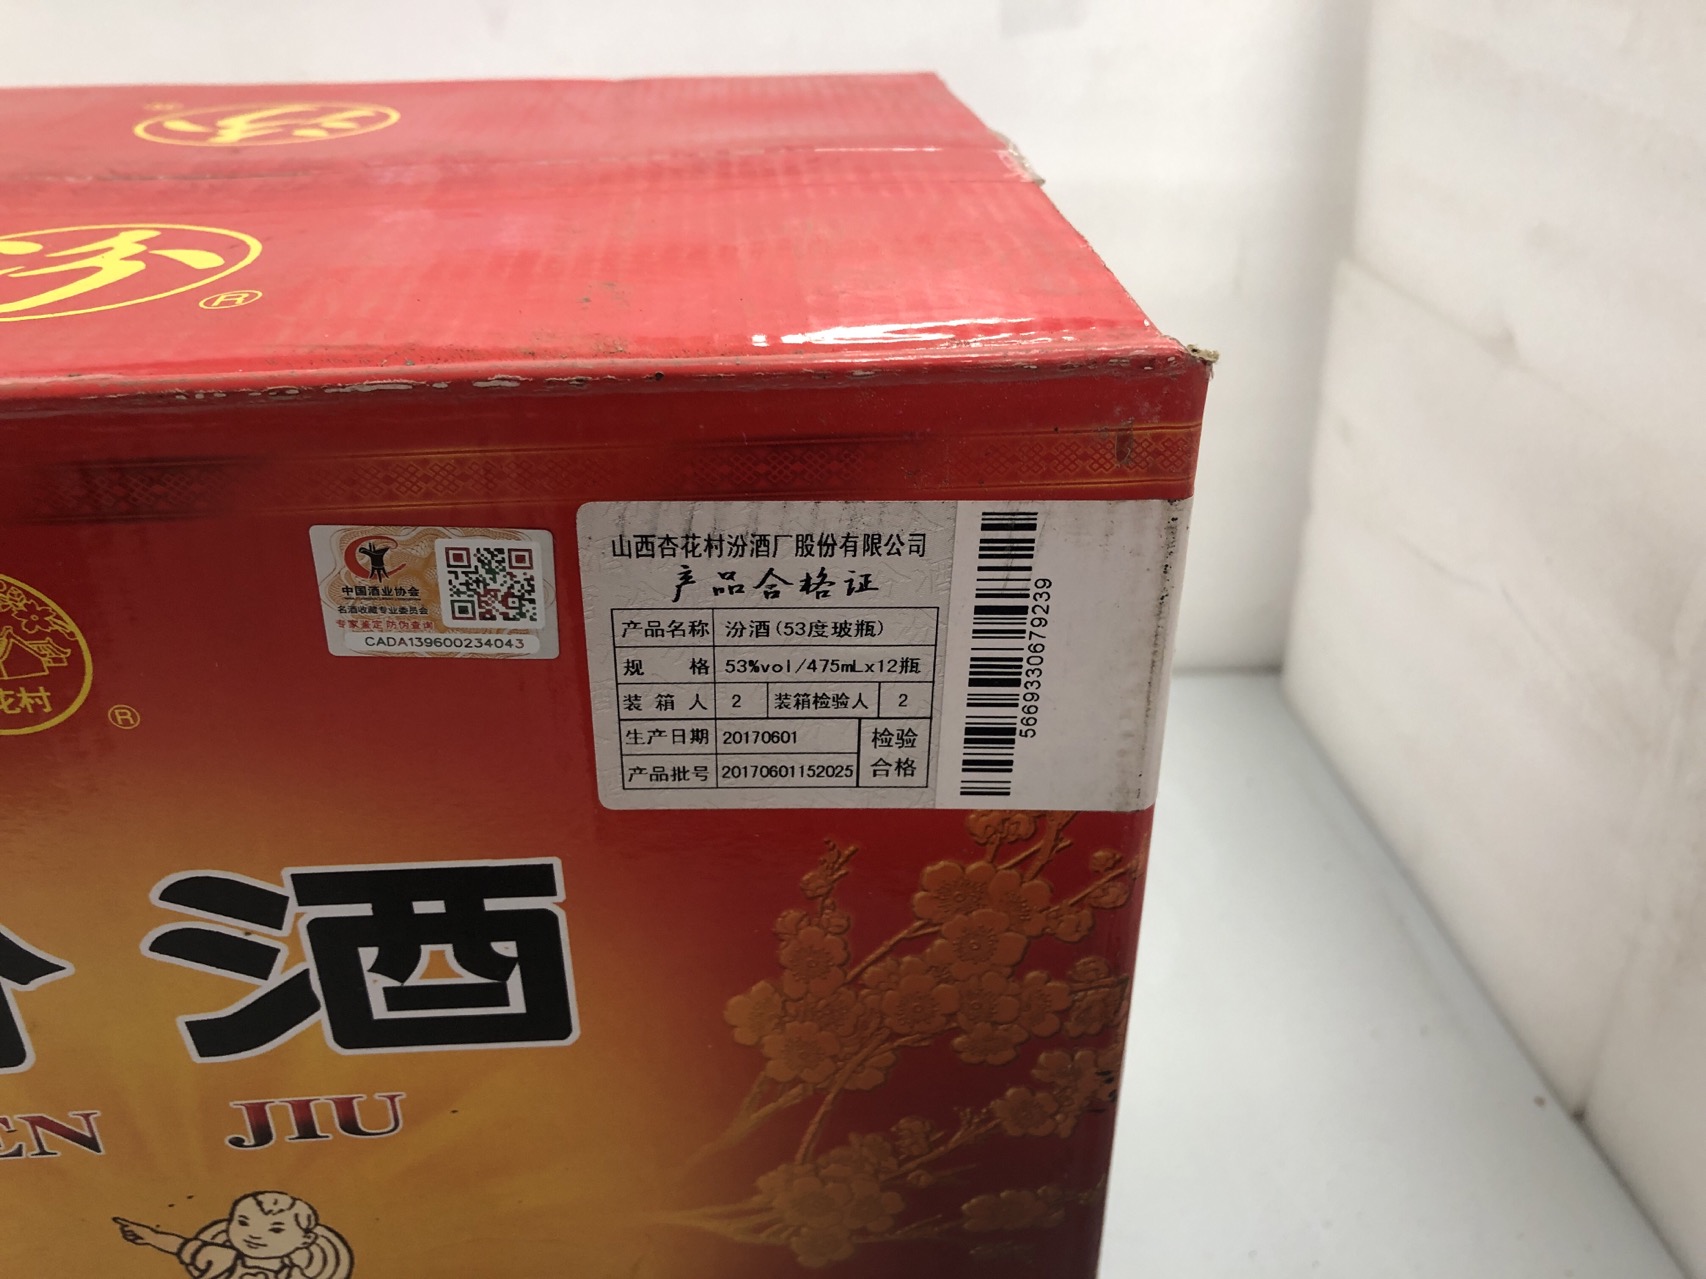 汾
汾
®
中国酒业协会
名酒收藏专业委员会
专家鉴定 防伪查询
CADA139600234043
山西杏花村汾酒厂股份有限公司
产品合格证
产品名称 汾酒(53度玻瓶)
规 格 53%vol/475mLx12瓶
装箱人 2 装箱检验人 2
生产日期 20170601 检验
产品批号 20170601152025 合格
5669330679239
花村
®
酒
EN JIU